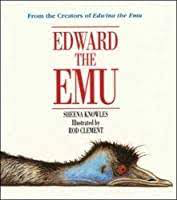 From the Creators of Edwina the Emu
EDWARD
THE
EMU
SHEENA KNOWLES
Illustrated by
ROD CLEMENT